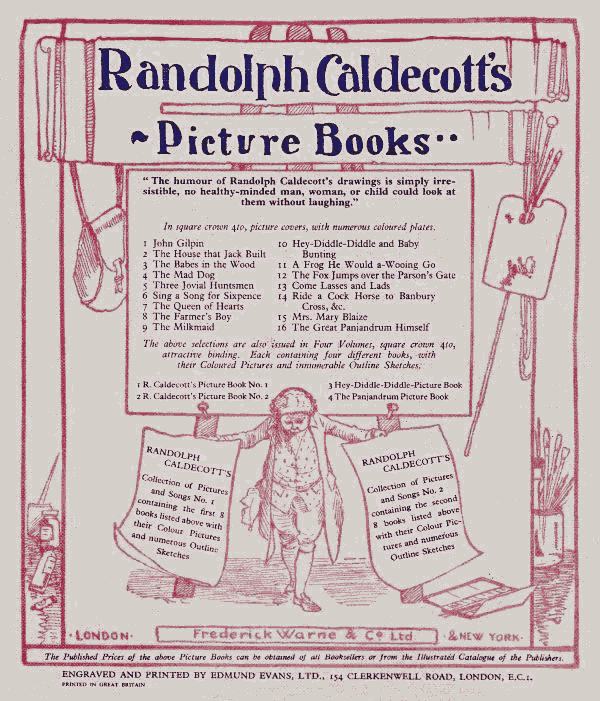 Randolph Caldecott's
~Picture Books··
“ The humour of Randolph Caldecott's drawings is simply irre-
sistible, no healthy-minded man, woman, or child could look at
them without laughing.”
In square crown 4to, picture covers, with numerous coloured plates.
1 John Gilpin
2 The House that Jack Built
3 The Babes in the Wood
4 The Mad Dog
5 Three Jovial Huntsmen
6 Sing a Song for Sixpence
7 The Queen of Hearts
8 The Farmer's Boy
9 The Milkmaid
10 Hey-Diddle-Diddle and Baby
Bunting
11 A Frog He Would a-Wooing Go
12 The Fox Jumps over the Parson's Gate
13 Come Lasses and Lads
14 Ride a Cock Horse to Banbury
Cross, &c.
15 Mrs. Mary Blaize
16 The Great Panjandrum Himself
The above selections are also issued in Four Volumes, square crown 4to,
attractive binding. Each containing four different books, with
their Coloured Pictures and innumerable Outline Sketches.
1 R. Caldecott's Picture Book No. 1
2 R. Caldecott's Picture Book No. 2
3 Hey-Diddle-Diddle-Picture Book
4 The Panjandrum Picture Book
RANDOLPH
CALDECOTT'S
Collection of Pictures
and Songs No. 1
containing the first 8
books listed above with
their Colour Pictures
and numerous Outline
Sketches
RANDOLPH
CALDECOTT'S
Collection of Pictures
and Songs No. 2
containing the second
8 books listed above
with their Colour Pic-
tures and numerous
Outline Sketches
·LONDON· Frederick Warne & Co Ltd. ·& NEW YORK·
The Published Prices of the above Picture Books can be obtained of all Booksellers or from the Illustrated Catalogue of the Publishers.
ENGRAVED AND PRINTED BY EDMUND EVANS, LTD., 154 CLERKENWELL ROAD, LONDON, E.C.1.
PRINTED IN GREAT BRITAIN